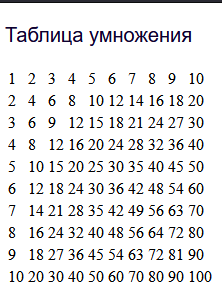 Таблица умножения
1 2 3 4 5 6 7 8 9 10
2 4 6 8 10 12 14 16 18 20
3 6 9 12 15 18 21 24 27 30
4 8 12 16 20 24 28 32 36 40
5 10 15 20 25 30 35 40 45 50
6 12 18 24 30 36 42 48 54 60
7 14 21 28 35 42 49 56 63 70
8 16 24 32 40 48 56 64 72 80
9 18 27 36 45 54 63 72 81 90
10 20 30 40 50 60 70 80 90 100